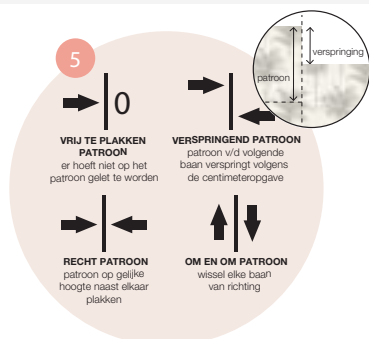 5
verspringing
patroon
0
VRIJ TE PLAKKEN
PATROON
er hoeft niet op het
patroon gelet te worden
VERSPRINGEND PATROON
patroon v/d volgende
baan verspringt volgens
de centimeteropgave
RECHT PATROON
patroon op gelijke
hoogte naast elkaar
plakken
OM EN OM PATROON
wissel elke baan
van richting